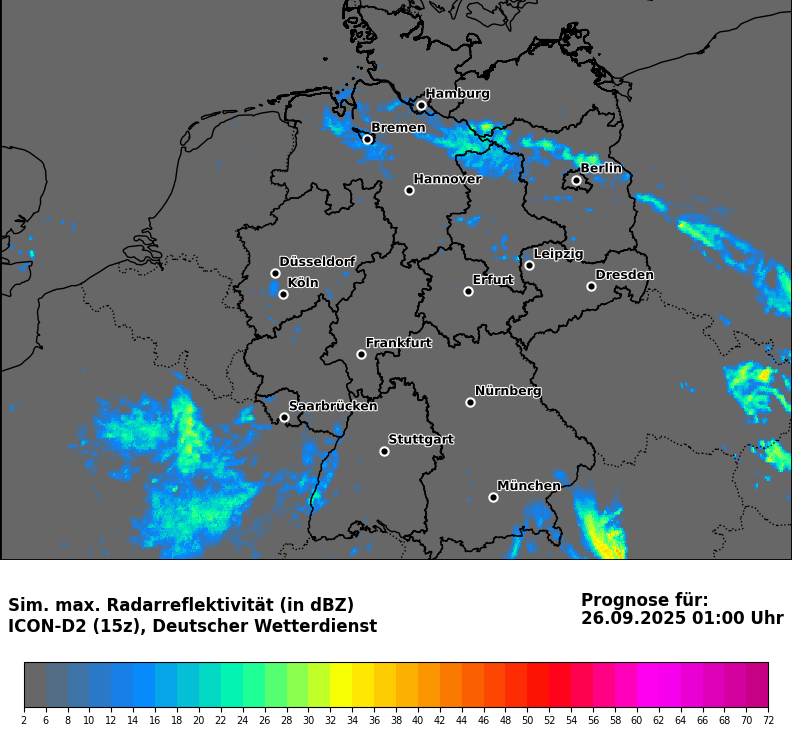 Hamburg
Bremen
Berlin
Hannover
Leipzig
Düsseldorf
Dresden
Köln
Erfurt
Frankfurt
Nürnberg
Saarbrücken
Stuttgart
München
Sim. max. Radarreflektivität (in dBZ)
ICON-D2 (15z), Deutscher Wetterdienst
Prognose für:
26.09.2025 01:00 Uhr
2 6 8 10 12 14 16 18 20 22 24 26 28 30 32 34 36 38 40 42 44 46 48 50 52 54 56 58 60 62 64 66 68 70 72